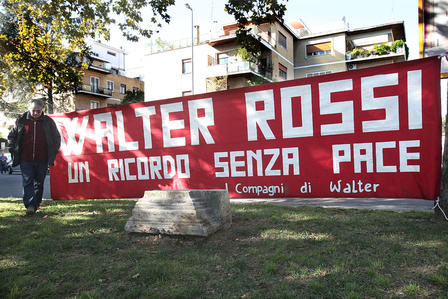 WALTER ROSSI
UN RICORDO SENZA PACE
I Compagni di Walter